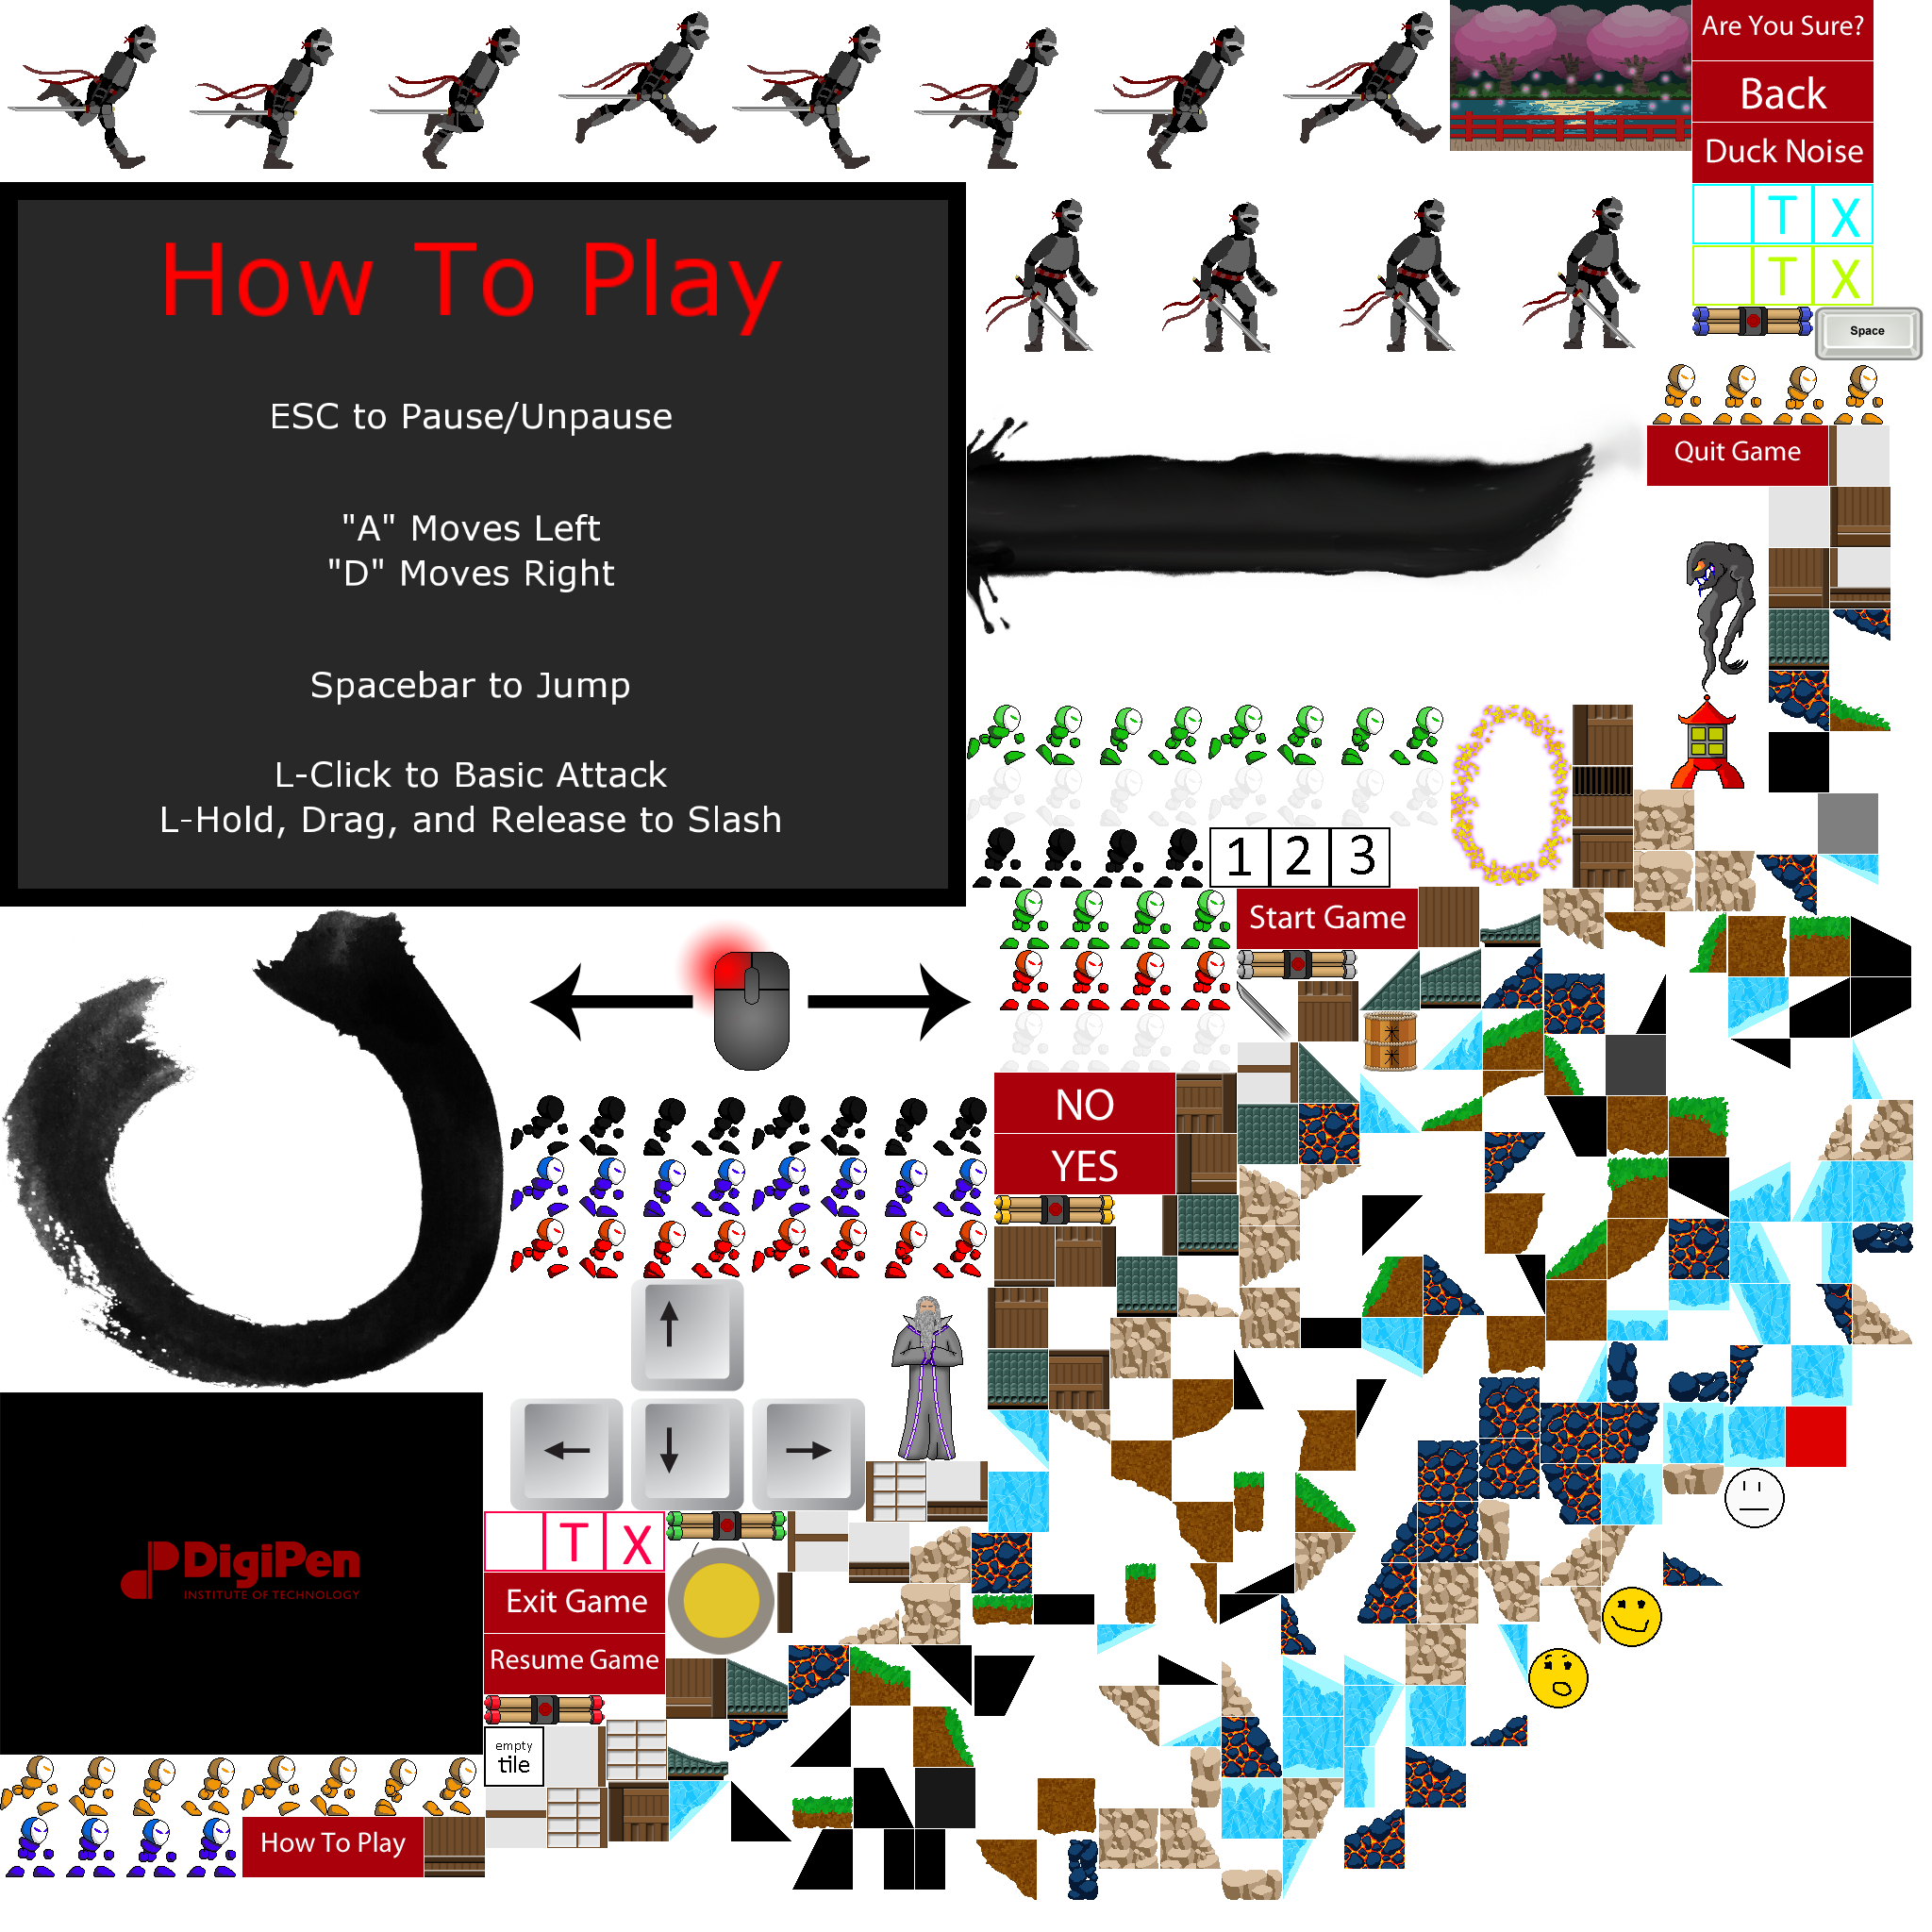 Are You Sure?
Back
Duck Noise
T X
T X
Space
How To Play
ESC to Pause/Unpause
"A" Moves Left
"D" Moves Right
Spacebar to Jump
L-Click to Basic Attack
L-Hold, Drag, and Release to Slash
Quit Game
1 2 3
Start Game
NO
YES
DigiPen
INSTITUTE OF TECHNOLOGY
T X
Exit Game
Resume Game
empty
tile
How To Play